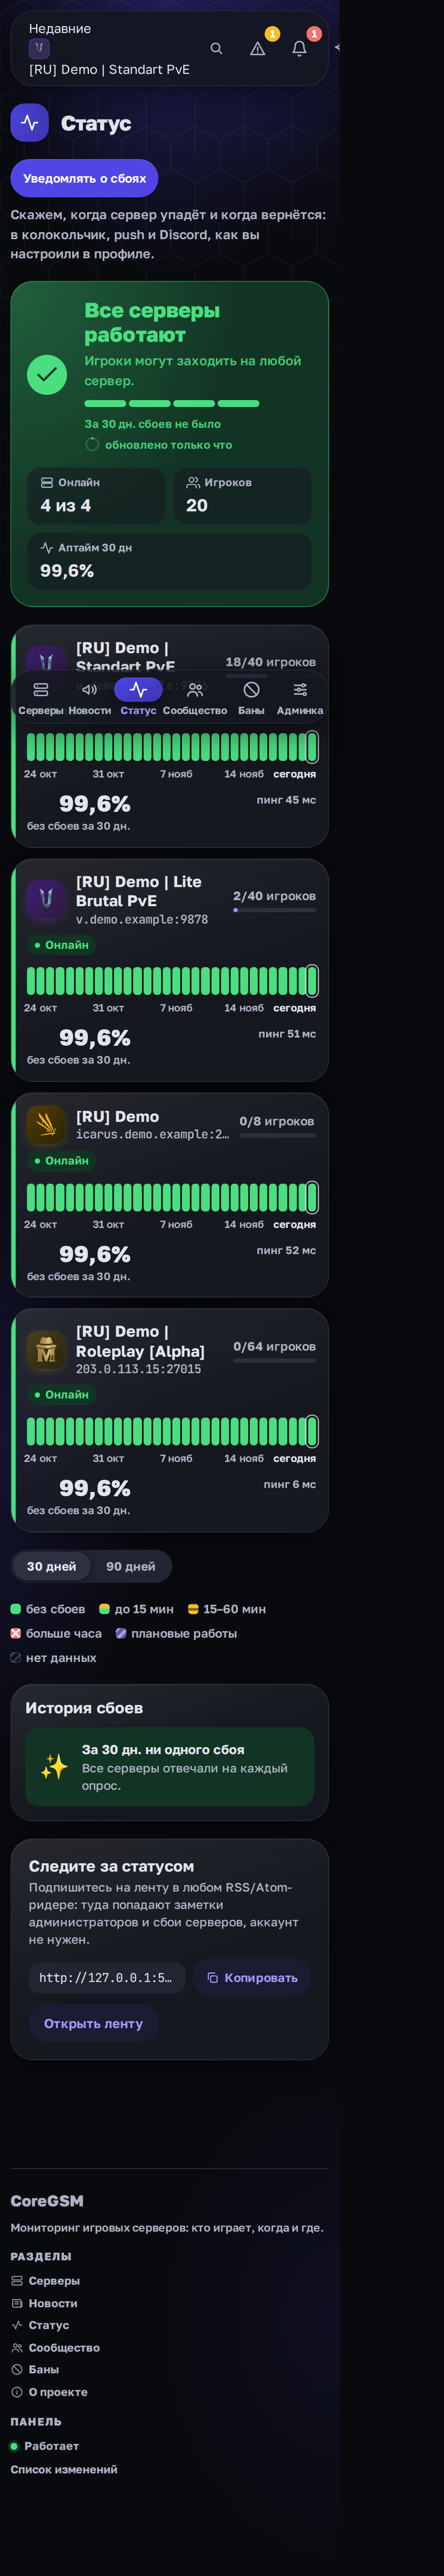 Недавние
[RU] Demo | Standart PvE
1
1
Статус
Уведомлять о сбоях
Скажем, когда сервер упадёт и когда вернётся:
в колокольчик, push и Discord, как вы
настроили в профиле.
Все серверы
работают
Игроки могут заходить на любой
сервер.
За 30 дн. сбоев не было
обновлено только что
Онлайн
4 из 4
Игроков
20
Аптайм 30 дн
99,6%
[RU] Demo |
Standart PvE
18/40 игроков
Серверы
Новости
Статус
Сообщество
Баны
Админка
24 окт
31 окт
7 нояб
14 нояб
сегодня
99,6%
пинг 45 мс
без сбоев за 30 дн.
[RU] Demo | Lite
Brutal PvE
2/40 игроков
v.demo.example:9878
Онлайн
24 окт
31 окт
7 нояб
14 нояб
сегодня
99,6%
пинг 51 мс
без сбоев за 30 дн.
[RU] Demo
0/8 игроков
icarus.demo.example:2…
Онлайн
24 окт
31 окт
7 нояб
14 нояб
сегодня
99,6%
пинг 52 мс
без сбоев за 30 дн.
[RU] Demo |
Roleplay [Alpha]
0/64 игроков
203.0.113.15:27015
Онлайн
24 окт
31 окт
7 нояб
14 нояб
сегодня
99,6%
пинг 6 мс
без сбоев за 30 дн.
30 дней
90 дней
без сбоев
до 15 мин
15–60 мин
больше часа
плановые работы
нет данных
История сбоев
За 30 дн. ни одного сбоя
Все серверы отвечали на каждый
опрос.
Следите за статусом
Подпишитесь на ленту в любом RSS/Atom-
ридере: туда попадают заметки
администраторов и сбои серверов, аккаунт
не нужен.
http://127.0.0.1:5…
Копировать
Открыть ленту
CoreGSM
Мониторинг игровых серверов: кто играет, когда и где.
РАЗДЕЛЫ
Серверы
Новости
Статус
Сообщество
Баны
О проекте
ПАНЕЛЬ
Работает
Список изменений